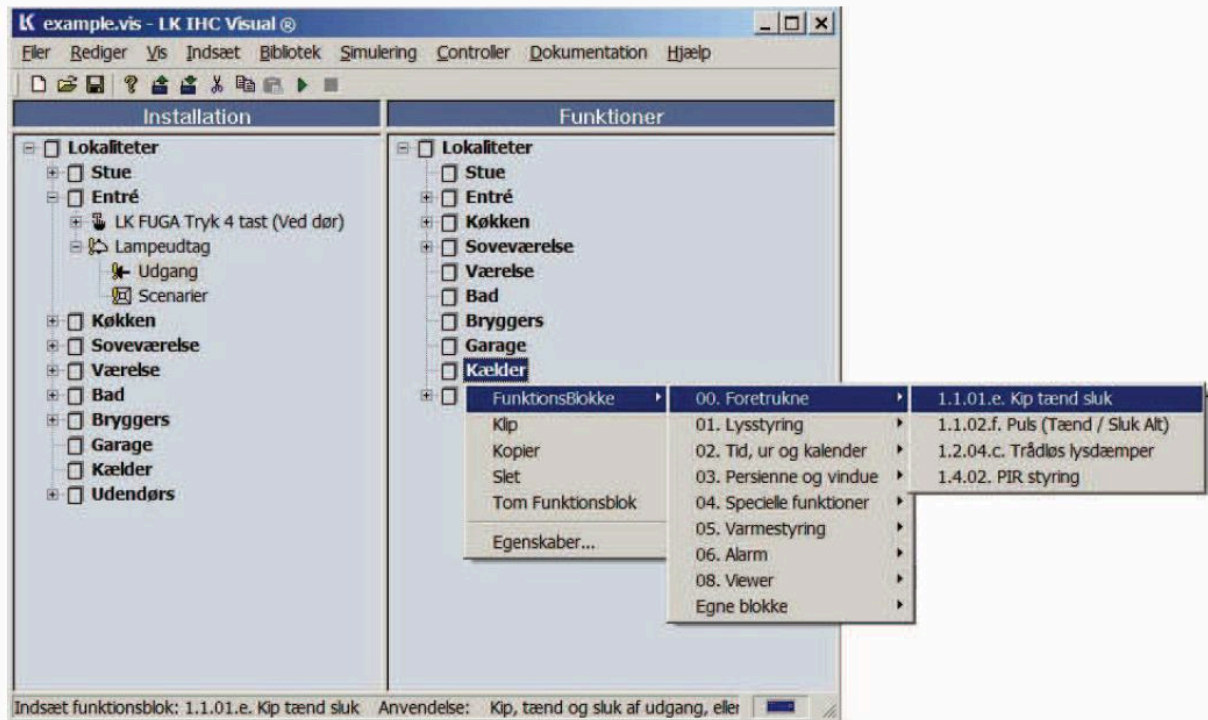 LK example.vis - LK IHC Visual ®
Filer Rediger Vis Indsæt Bibliotek Simulering Controller Dokumentation Hjælp
Installation
Lokaliteter
Stue
Entré
LK FUGA Tryk 4 tast (Ved dør)
Lampeudtag
Udgang
Scenarier
Køkken
Soveværelse
Værelse
Bad
Bryggers
Garage
Kælder
Udendørs
Funktioner
Lokaliteter
Stue
Entré
Køkken
Soveværelse
Værelse
Bad
Bryggers
Garage
Kælder
FunktionsBlokke
Klip
Kopier
Slet
Tom Funktionsblok
Egenskaber...
00. Foretrukne
01. Lysstyring
02. Tid, ur og kalender
03. Persienne og vindue
04. Specielle funktioner
05. Varmestyring
06. Alarm
08. Viewer
Egne blokke
1.1.01.e. Kip tænd sluk
1.1.02.f. Puls (Tænd / Sluk Alt)
1.2.04.c. Trådløs lysdæmper
1.4.02. PIR styring
Indsæt funktionsblok: 1.1.01.e. Kip tænd sluk Anvendelse: Kip, tænd og sluk af udgang, eller